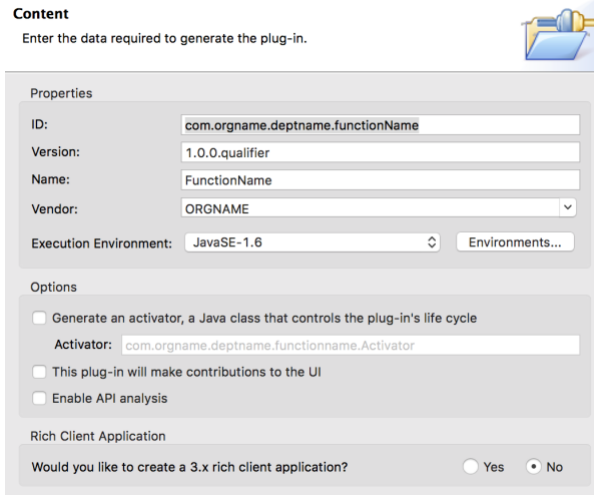 Content
Enter the data required to generate the plug-in.
Properties
ID: com.orgname.deptname.functionName
Version: 1.0.0.qualifier
Name: FunctionName
Vendor: ORGNAME
Execution Environment: JavaSE-1.6 Environments...
Options
Generate an activator, a Java class that controls the plug-in's life cycle
Activator: com.orgname.deptname.functionname.Activator
This plug-in will make contributions to the UI
Enable API analysis
Rich Client Application
Would you like to create a 3.x rich client application? Yes No